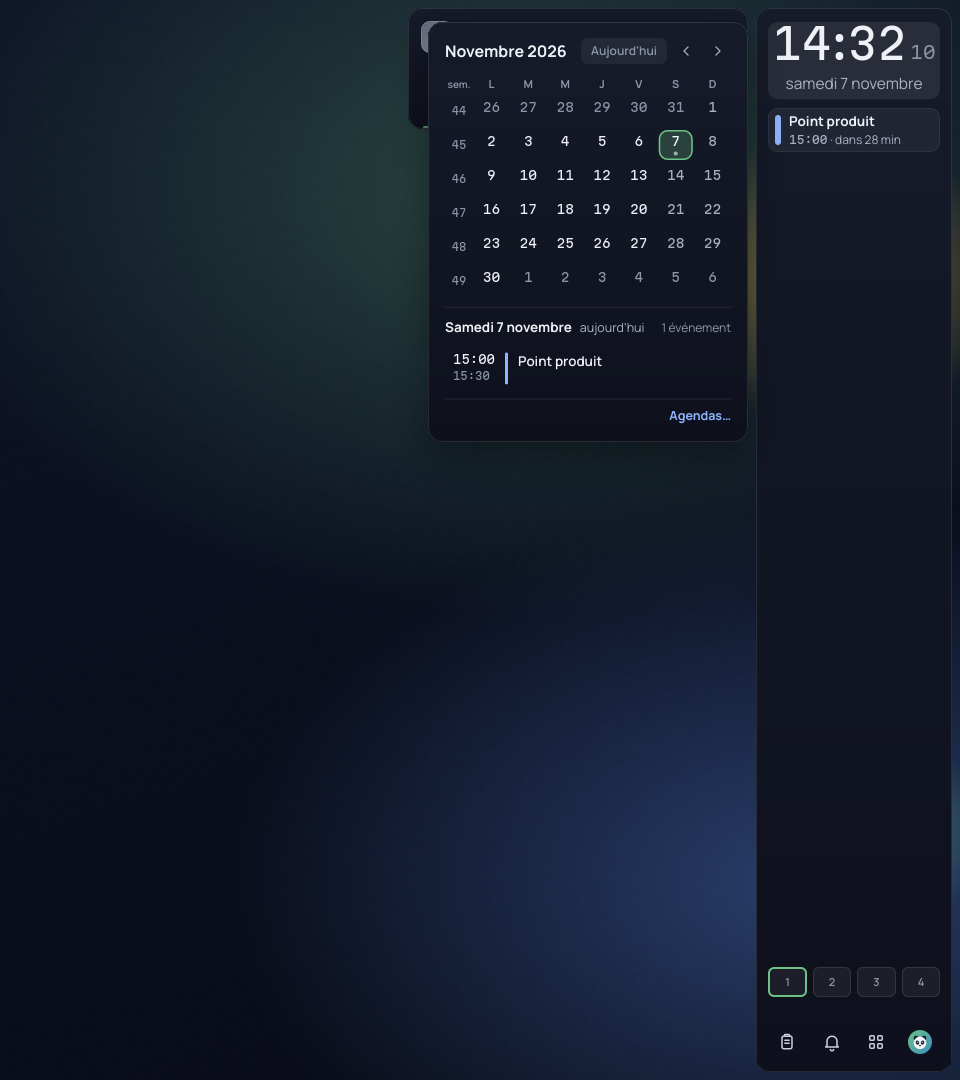 Novembre 2026 Aujourd'hui
sem. L M M J V S D
44 26 27 28 29 30 31 1
45 2 3 4 5 6 7 8
46 9 10 11 12 13 14 15
47 16 17 18 19 20 21 22
48 23 24 25 26 27 28 29
49 30 1 2 3 4 5 6
Samedi 7 novembre aujourd'hui 1 événement
15:00 Point produit
15:30
Agendas…
14:32 10
samedi 7 novembre
Point produit
15:00 · dans 28 min
1 2 3 4